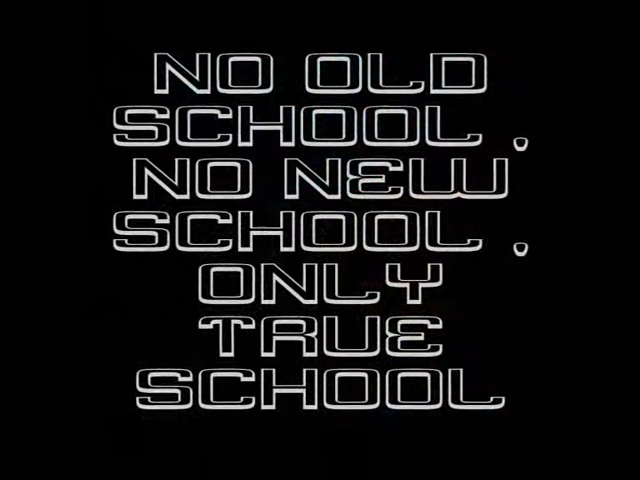 NO OLD
SCHOOL .
NO NEW
SCHOOL .
ONLY
TRUE
SCHOOL